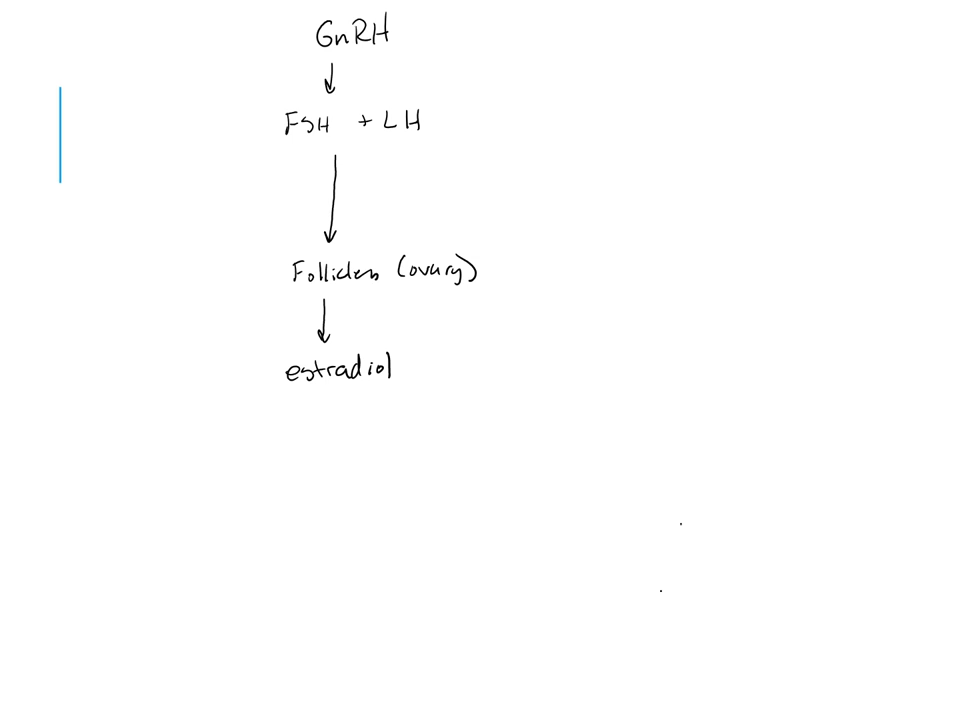 GnRH
↓
FSH + LH
↓
Follicles (ovary)
↓
estradiol